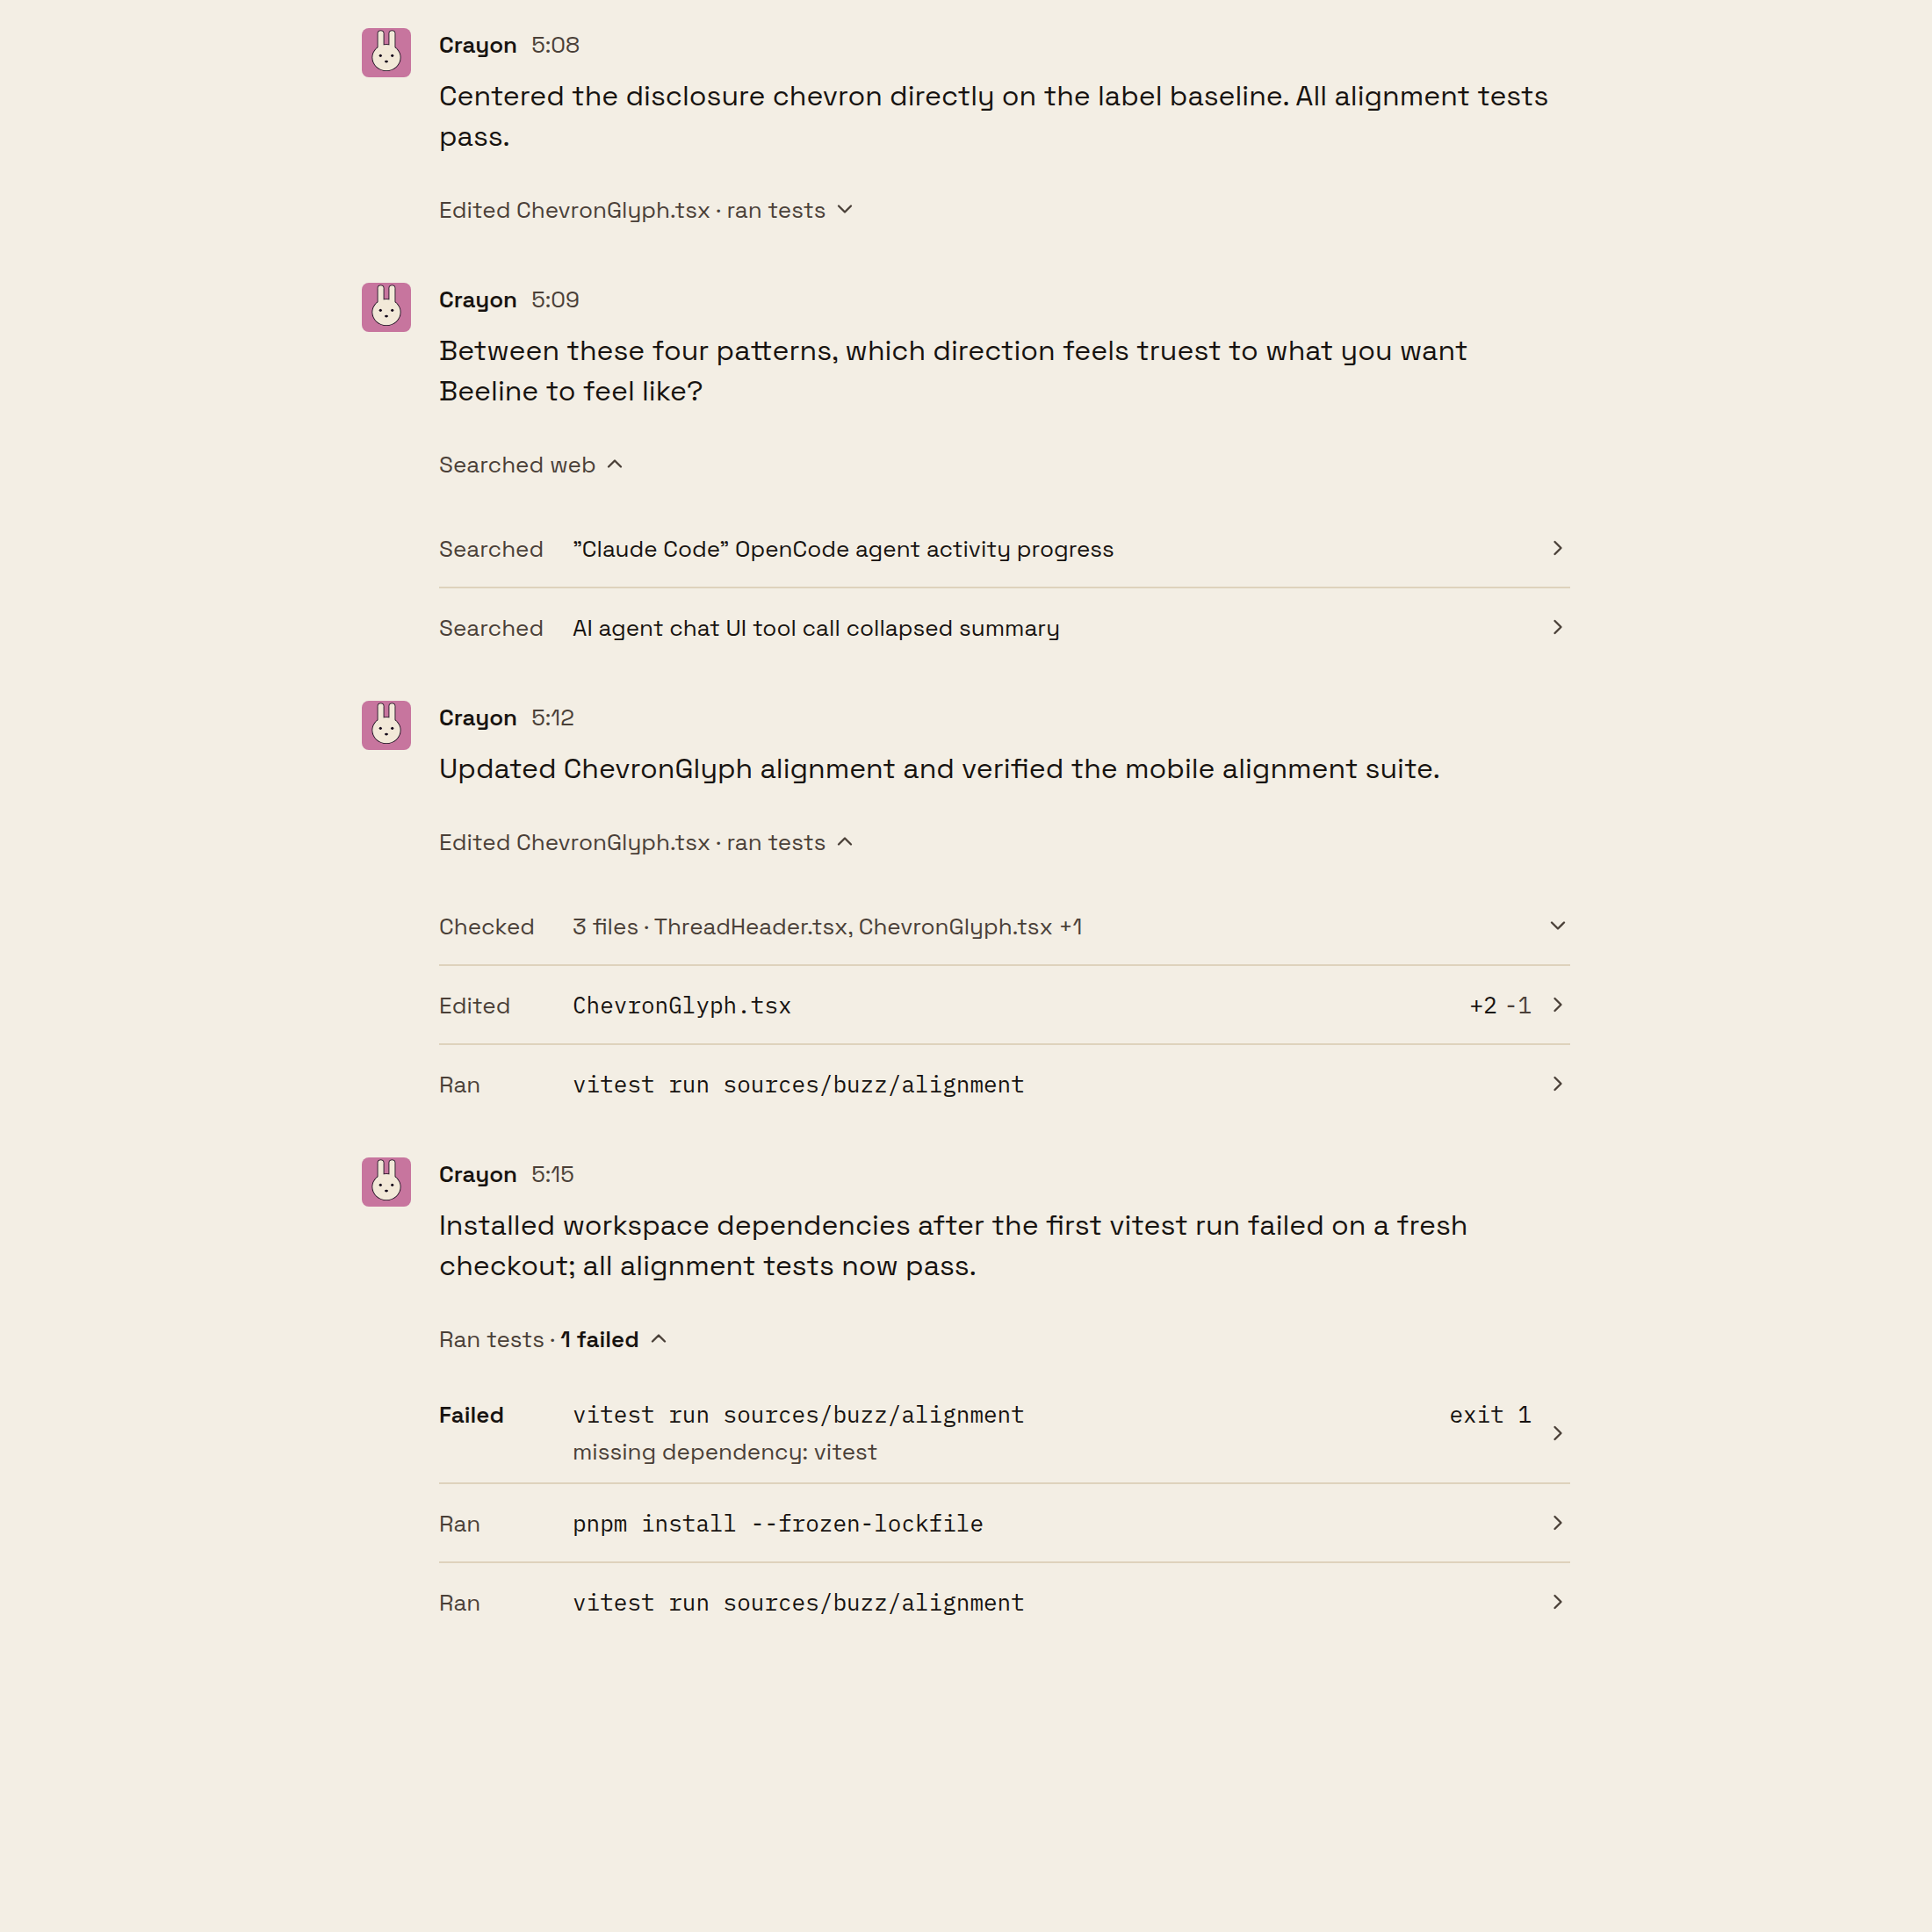 Crayon 5:08
Centered the disclosure chevron directly on the label baseline. All alignment tests
pass.
Edited ChevronGlyph.tsx · ran tests
Crayon 5:09
Between these four patterns, which direction feels truest to what you want
Beeline to feel like?
Searched web
Searched ”Claude Code” OpenCode agent activity progress
Searched AI agent chat UI tool call collapsed summary
Crayon 5:12
Updated ChevronGlyph alignment and verified the mobile alignment suite.
Edited ChevronGlyph.tsx · ran tests
Checked 3 files · ThreadHeader.tsx, ChevronGlyph.tsx +1
Edited ChevronGlyph.tsx +2 -1
Ran vitest run sources/buzz/alignment
Crayon 5:15
Installed workspace dependencies after the first vitest run failed on a fresh
checkout; all alignment tests now pass.
Ran tests · 1 failed
Failed vitest run sources/buzz/alignment exit 1
missing dependency: vitest
Ran pnpm install --frozen-lockfile
Ran vitest run sources/buzz/alignment